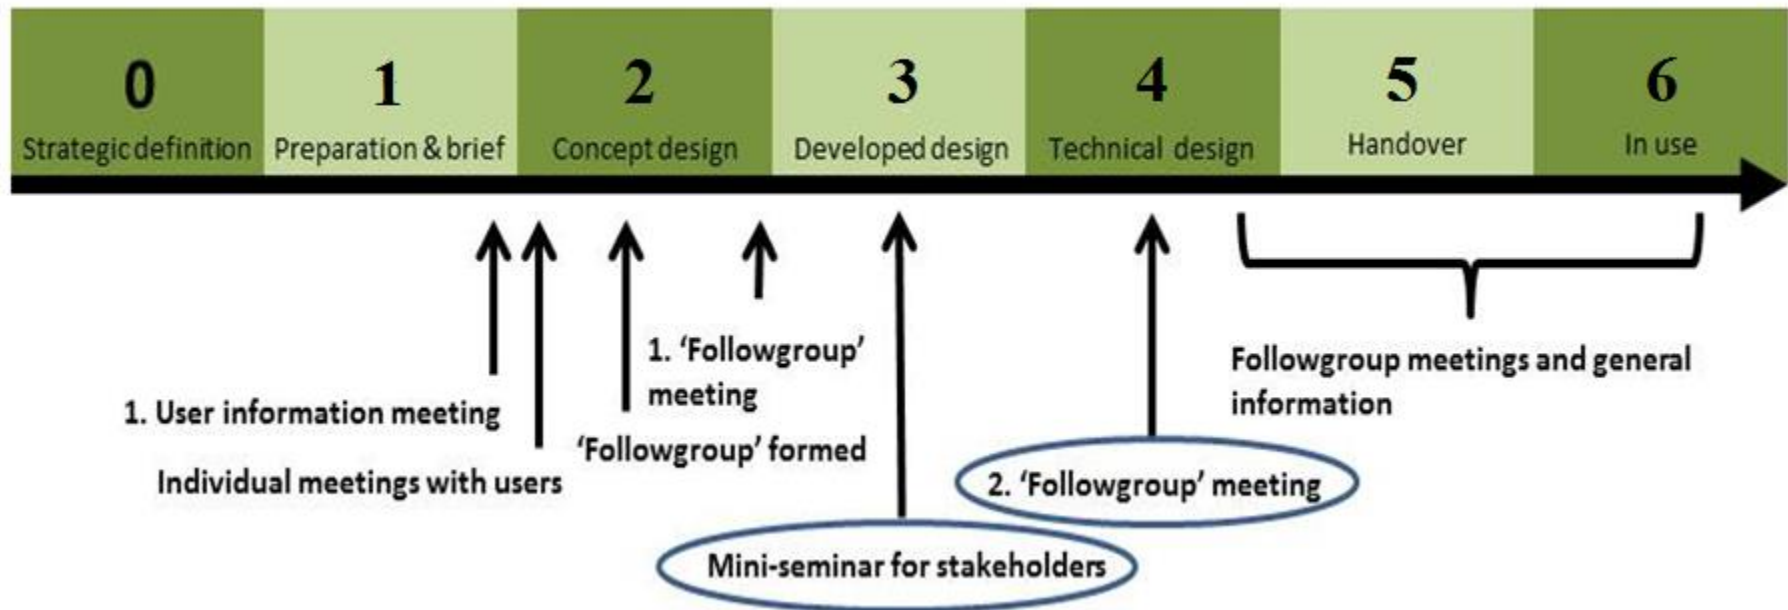 0
Strategic definition
1
Preparation & brief
2
Concept design
3
Developed design
4
Technical design
5
Handover
6
In use
1. User information meeting
Individual meetings with users
'Followgroup' formed
1. 'Followgroup'
meeting
Mini-seminar for stakeholders
2. 'Followgroup' meeting
Followgroup meetings and general
information